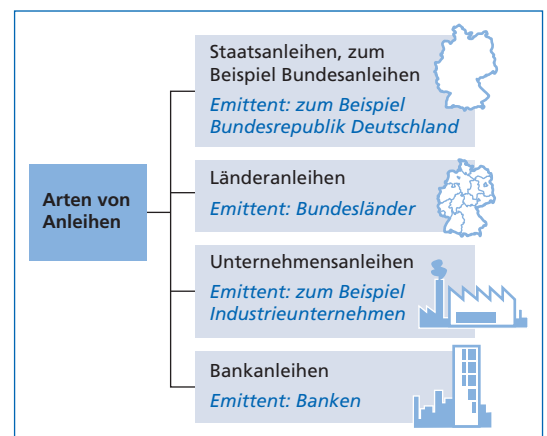 Staatsanleihen, zum
Beispiel Bundesanleihen
Emittent: zum Beispiel
Bundesrepublik Deutschland
Arten von
Anleihen
Länderanleihen
Emittent: Bundesländer
Unternehmensanleihen
Emittent: zum Beispiel
Industrieunternehmen
Bankanleihen
Emittent: Banken